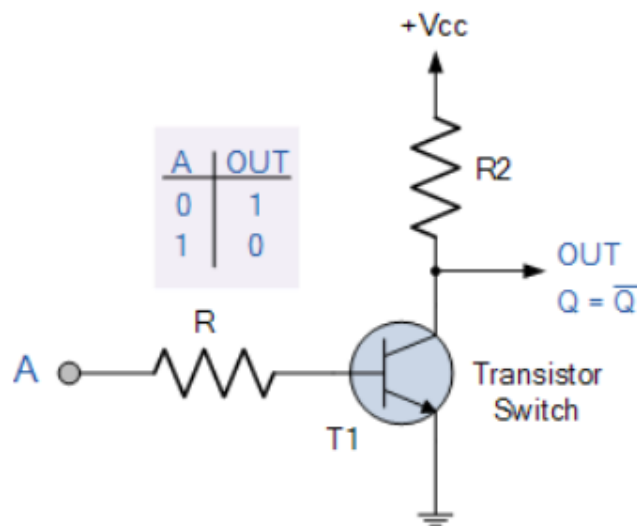 +Vcc
R2
A OUT
0 1
1 0
OUT
Q = Q̅
R
A
T1
Transistor
Switch